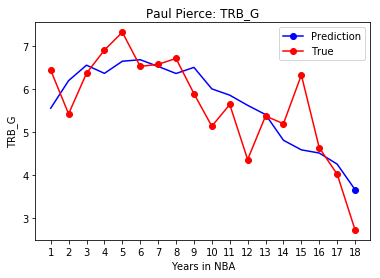 Paul Pierce: TRB_G
Prediction
True
7
6
5
4
3
TRB_G
1 2 3 4 5 6 7 8 9 10 11 12 13 14 15 16 17 18
Years in NBA